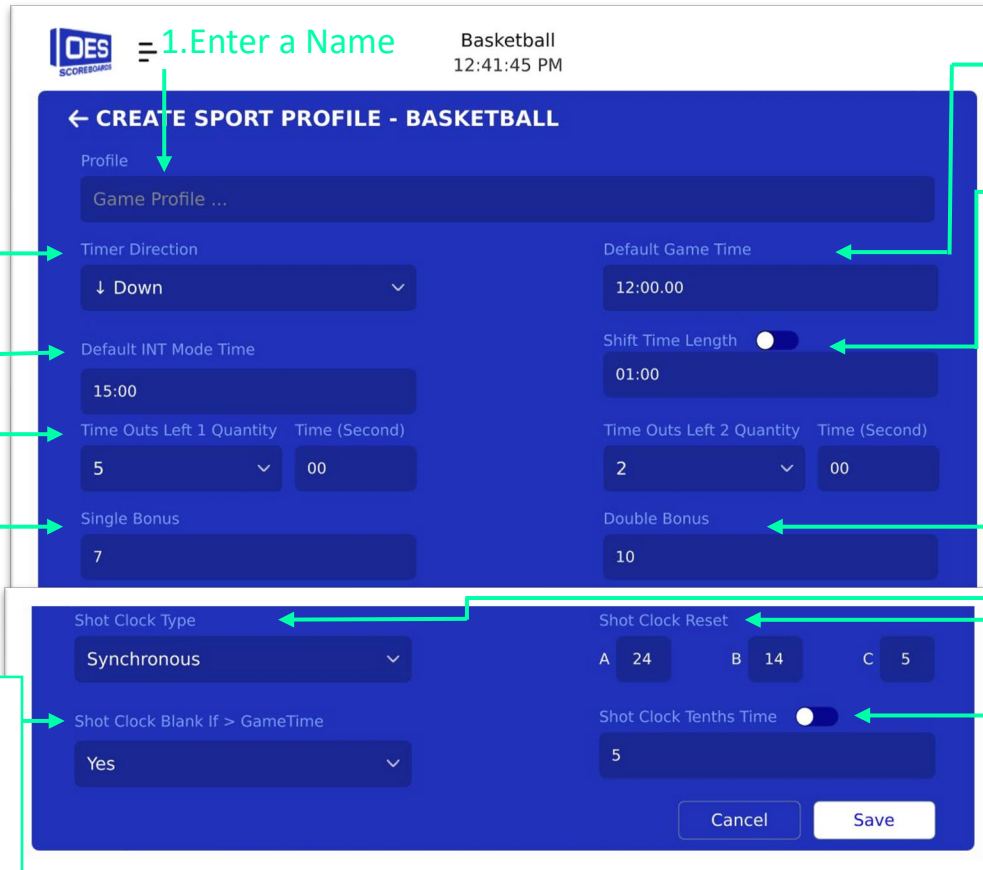 OES
SCOREBOARDS
1.Enter a Name
Basketball
12:41:45 PM
← CREATE SPORT PROFILE - BASKETBALL
Profile
Game Profile ...
Timer Direction
Default Game Time
↓ Down
12:00.00
Default INT Mode Time
Shift Time Length
15:00
01:00
Time Outs Left 1 Quantity Time (Second)
Time Outs Left 2 Quantity Time (Second)
5 00
2 00
Single Bonus
Double Bonus
7
10
Shot Clock Type
Shot Clock Reset
Synchronous
A 24 B 14 C 5
Shot Clock Blank If > GameTime
Shot Clock Tenths Time
Yes
5
Cancel
Save